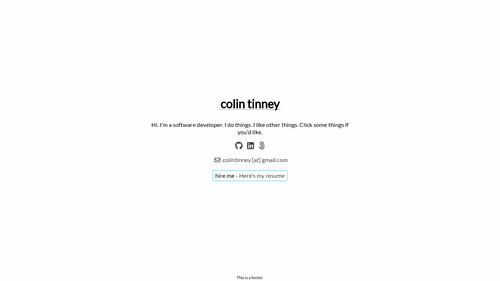 colin tinney
Hi. I'm a software developer. I do things. I like other things. Click some things if
you'd like.
colintinney [at] gmail.com
hire me - Here's my resume
This is a footer.